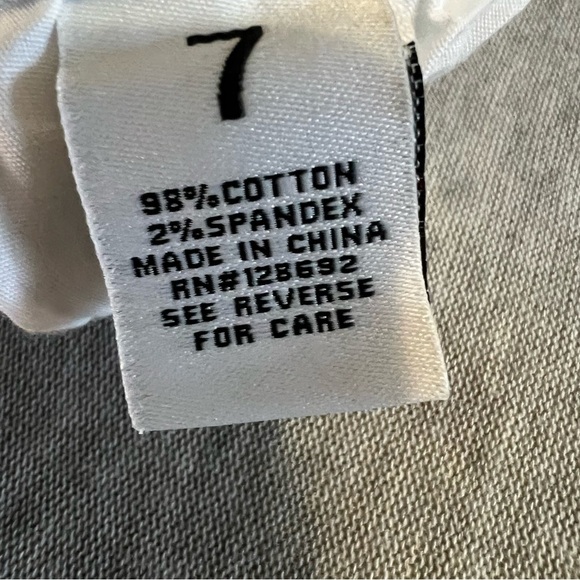 7
98% COTTON
2% SPANDEX
MADE IN CHINA
RN#128692
SEE REVERSE
FOR CARE